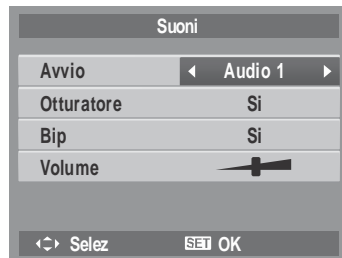 Suoni
Avvio Audio 1
Otturatore Si
Bip Si
Volume
Selez SET OK